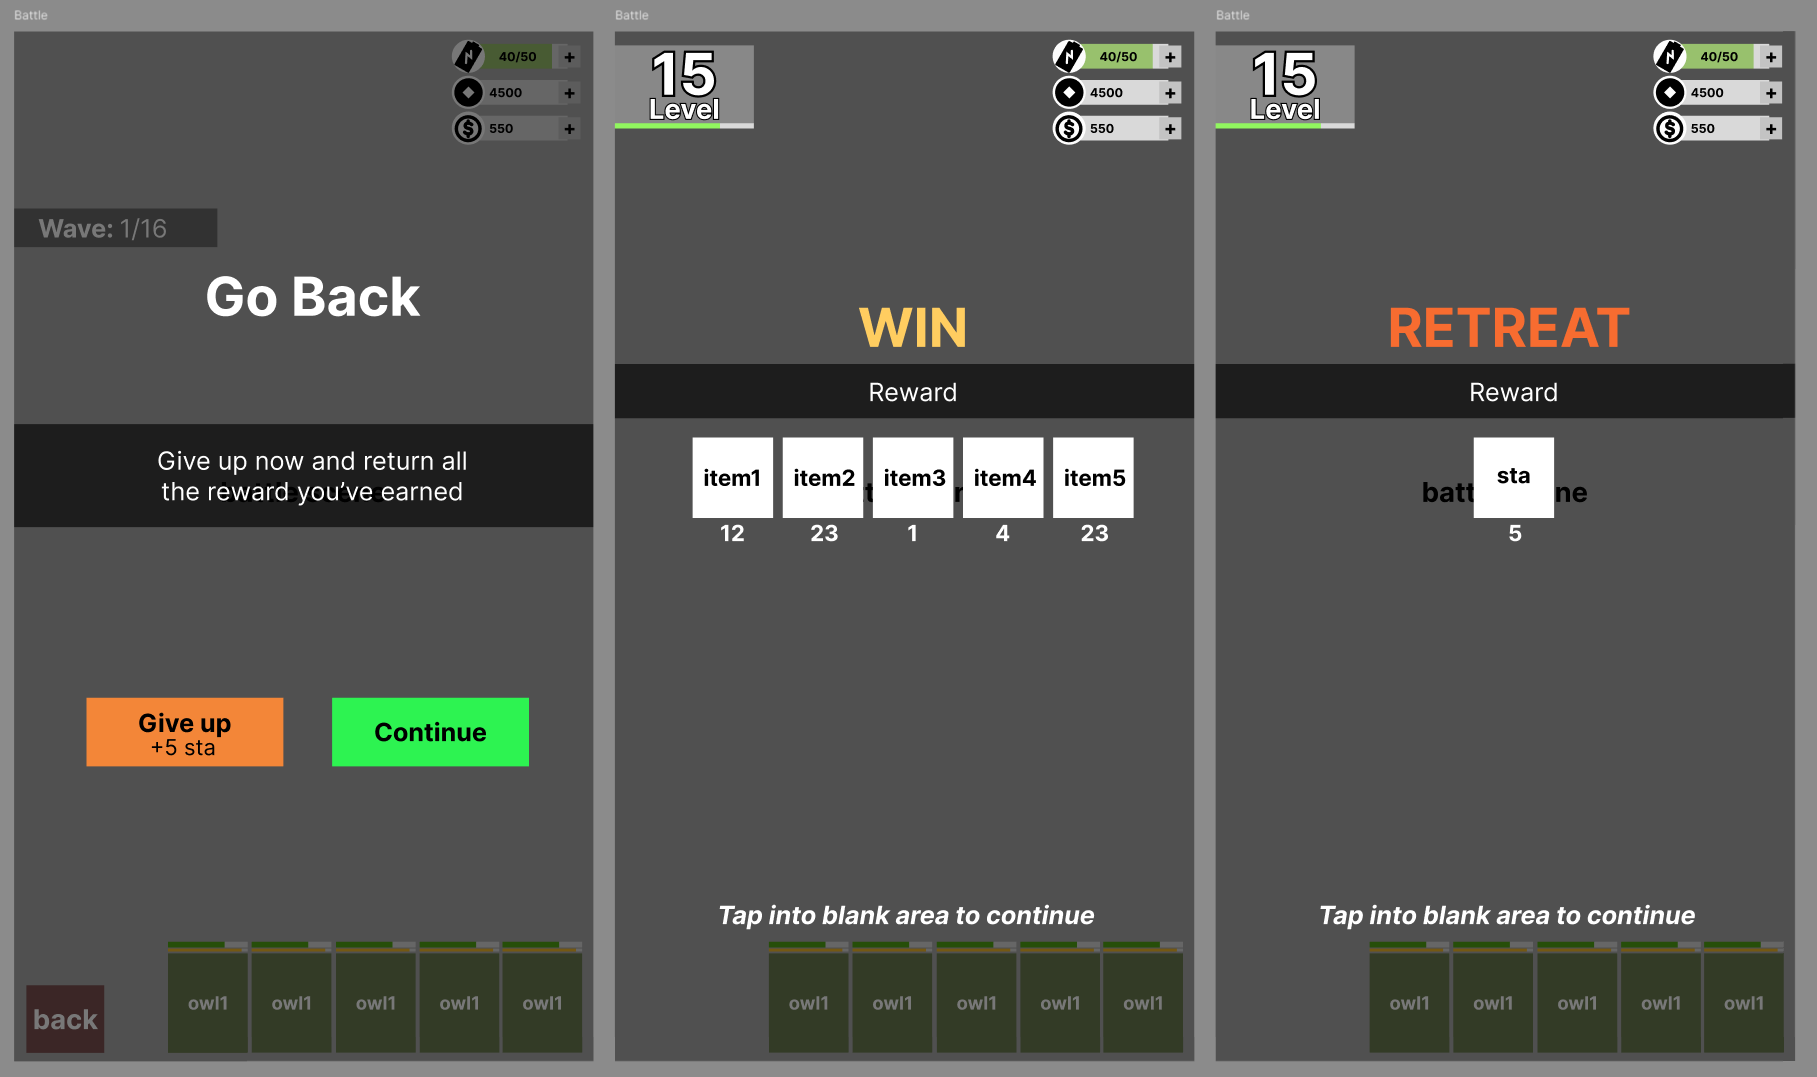 Battle
40/50
+
4500
+
550
+
Wave: 1/16
Go Back
Give up now and return all
the reward you've earned
Give up
+5 sta
Continue
back
owl1
owl1
owl1
owl1
owl1
Battle
15
Level
40/50
+
4500
+
550
+
WIN
Reward
item1
item2
item3
item4
item5
12
23
1
4
23
Tap into blank area to continue
owl1
owl1
owl1
owl1
owl1
Battle
15
Level
40/50
+
4500
+
550
+
RETREAT
Reward
sta
5
Tap into blank area to continue
owl1
owl1
owl1
owl1
owl1